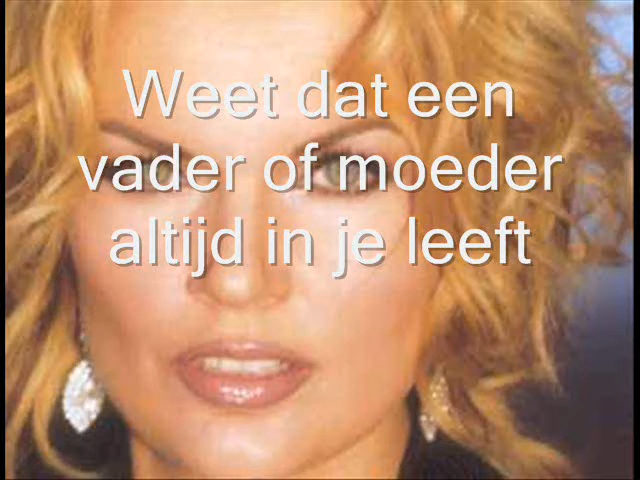 Weet dat een
vader of moeder
altijd in je leeft